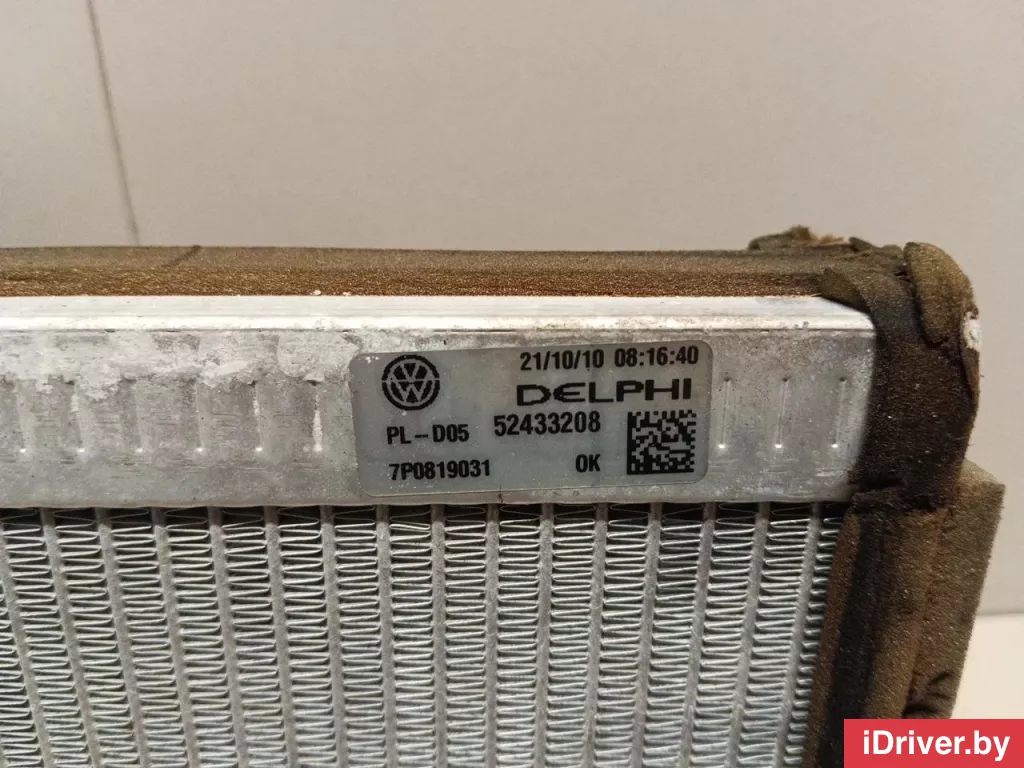 21/10/10 08:16:40
DELPHI
PL-D05 52433208
7P0819031 OK
iDriver.by